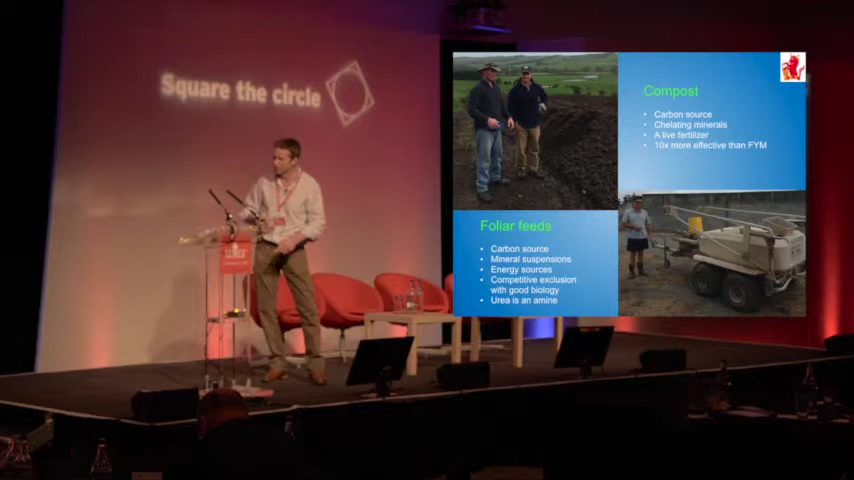 Square the circle
Compost
• Carbon source
• Chelating minerals
• A live fertilizer
• 10x more effective than FYM
Foliar feeds
• Carbon source
• Mineral suspensions
• Energy sources
• Competitive exclusion
with good biology
• Urea is an amine